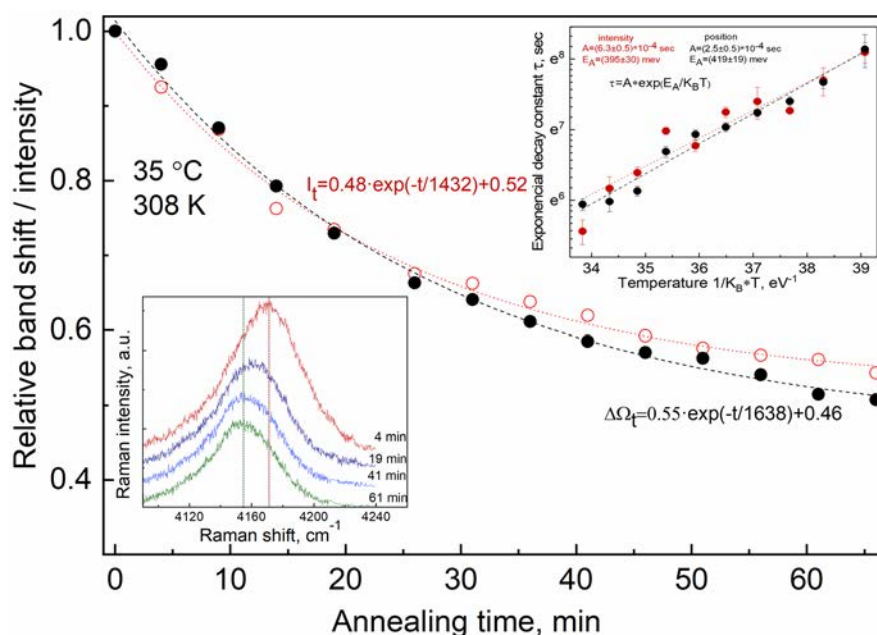 Relative band shift / intensity
1.0
0.8
0.6
0.4
0 10 20 30 40 50 60
Annealing time, min
35 °C
308 K
I_t=0.48·exp(-t/1432)+0.52
ΔΩ_t=0.55·exp(-t/1638)+0.46
Exponencial decay constant τ, sec
e⁸
e⁷
e⁶
intensity
A=(6.3±0.5)*10⁻⁴ sec
E_A=(395±30) mev
position
A=(2.5±0.5)*10⁻⁴ sec
E_A=(419±19) mev
τ=A∗exp(E_A/K_BT)
34 35 36 37 38 39
Temperature 1/K_B*T, eV⁻¹
Raman intensity, a.u.
4 min
19 min
41 min
61 min
4120 4160 4200 4240
Raman shift, cm⁻¹